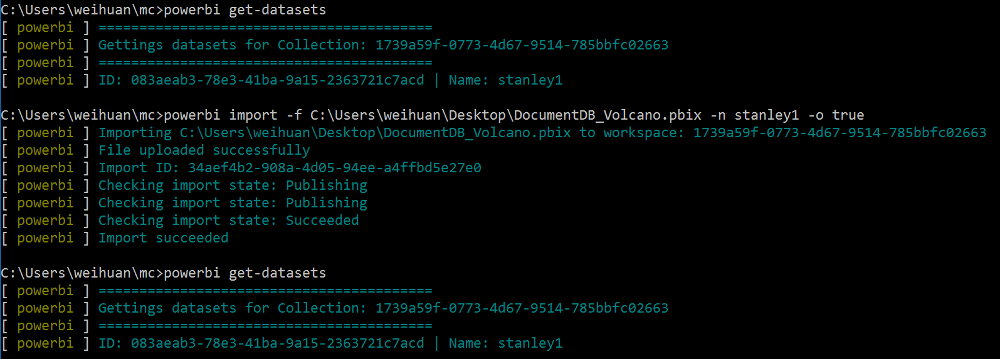 C:\Users\weihuan\mc>powerbi get-datasets
[ powerbi ] =========================================
[ powerbi ] Gettings datasets for Collection: 1739a59f-0773-4d67-9514-785bbfc02663
[ powerbi ] =========================================
[ powerbi ] ID: 083aeab3-78e3-41ba-9a15-2363721c7acd | Name: stanley1
C:\Users\weihuan\mc>powerbi import -f C:\Users\weihuan\Desktop\DocumentDB_Volcano.pbix -n stanley1 -o true
[ powerbi ] Importing C:\Users\weihuan\Desktop\DocumentDB_Volcano.pbix to workspace: 1739a59f-0773-4d67-9514-785bbfc02663
[ powerbi ] File uploaded successfully
[ powerbi ] Import ID: 34aef4b2-908a-4d05-94ee-a4ffbd5e27e0
[ powerbi ] Checking import state: Publishing
[ powerbi ] Checking import state: Publishing
[ powerbi ] Checking import state: Succeeded
[ powerbi ] Import succeeded
C:\Users\weihuan\mc>powerbi get-datasets
[ powerbi ] =========================================
[ powerbi ] Gettings datasets for Collection: 1739a59f-0773-4d67-9514-785bbfc02663
[ powerbi ] =========================================
[ powerbi ] ID: 083aeab3-78e3-41ba-9a15-2363721c7acd | Name: stanley1